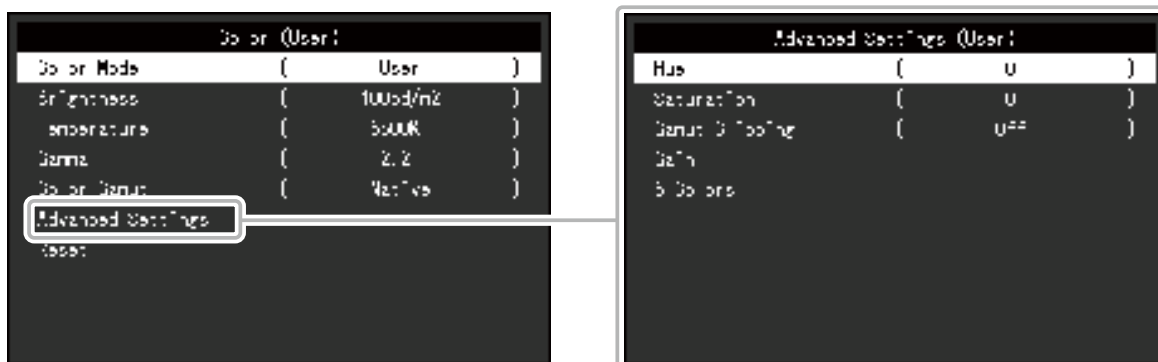 Color (User)
Color Mode ( User )
Brightness ( 100cd/m2 )
Temperature ( 6500K )
Gamma ( 2.2 )
Color Gamut ( Native )
Advanced Settings
Reset
Advanced Settings (User)
Hue ( 0 )
Saturation ( 0 )
Gamut Clipping ( Off )
Gain
6 Colors